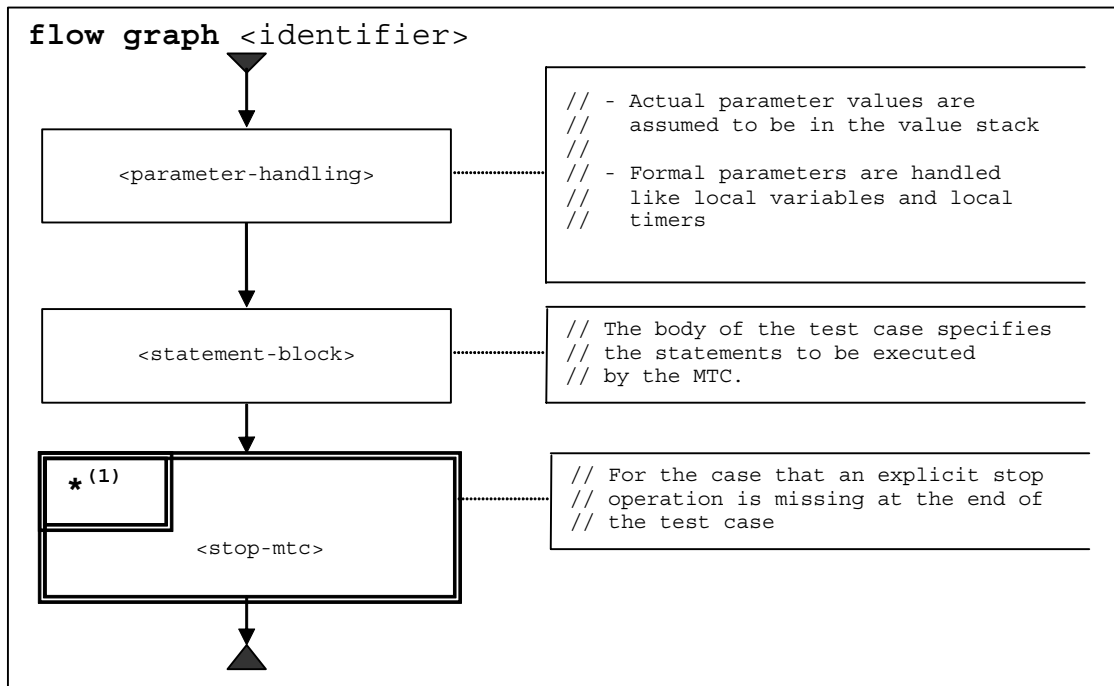 flow graph <identifier>
<parameter-handling>
// - Actual parameter values are
//   assumed to be in the value stack
//
// - Formal parameters are handled
//   like local variables and local
//   timers
<statement-block>
// The body of the test case specifies
// the statements to be executed
// by the MTC.
*(1)
<stop-mtc>
// For the case that an explicit stop
// operation is missing at the end of
// the test case